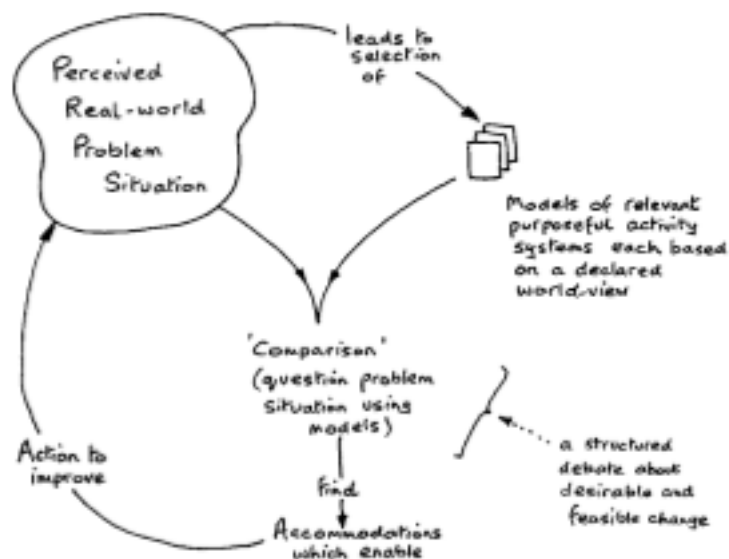 Perceived
Real-world
Problem
Situation
leads to
selection
of
Models of relevant
purposeful activity
systems each based
on a declared
world-view
'Comparison'
(question problem
situation using
models)
find
Accommodations
which enable
Action to
improve
a structured
debate about
desirable and
feasible change